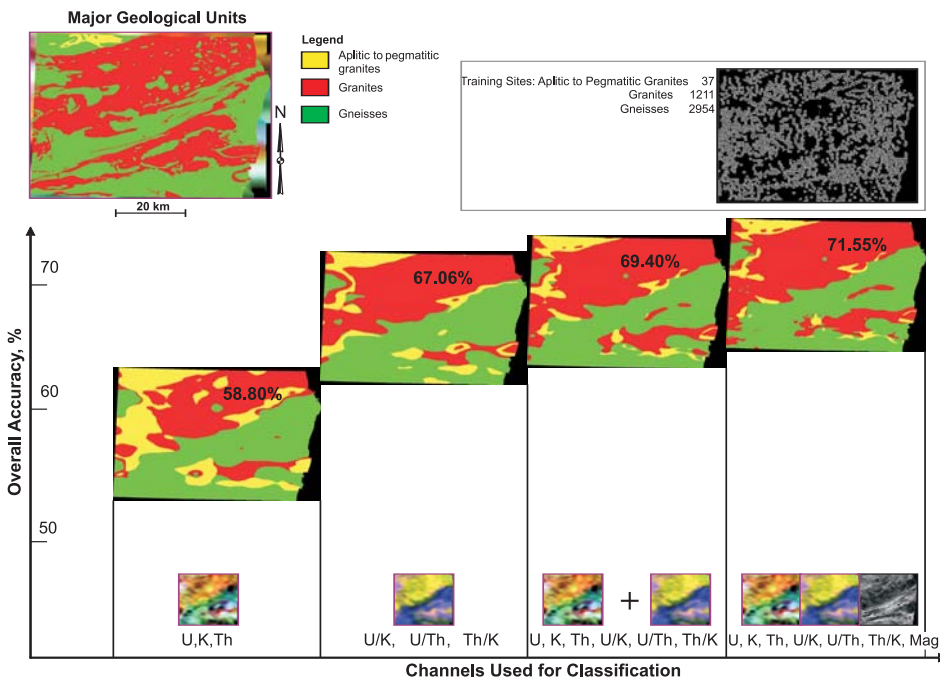 Major Geological Units
Legend
Aplitic to pegmatitic
granites
Granites
Gneisses
N
20 km
Training Sites: Aplitic to Pegmatitic Granites 37
Granites 1211
Gneisses 2954
Overall Accuracy, %
70
60
50
58.80%
67.06%
69.40%
71.55%
+
U,K,Th
U/K, U/Th, Th/K
U, K, Th, U/K, U/Th, Th/K
U, K, Th, U/K, U/Th, Th/K, Mag
Channels Used for Classification